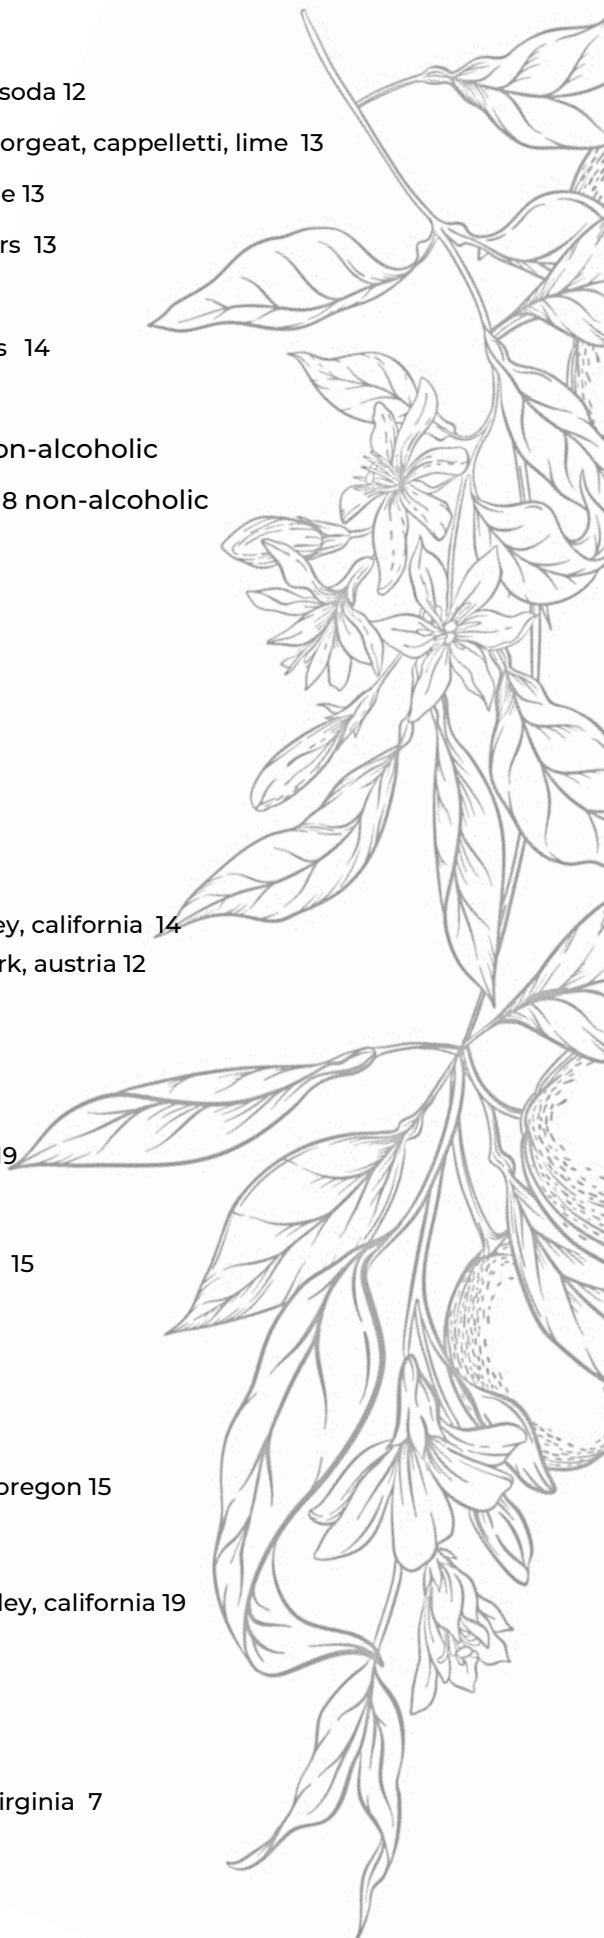 soda 12
orgeat, cappelletti, lime 13
e 13
rs 13
s 14
on-alcoholic
8 non-alcoholic
ey, california 14
rk, austria 12
19
15
oregon 15
ley, california 19
irginia 7